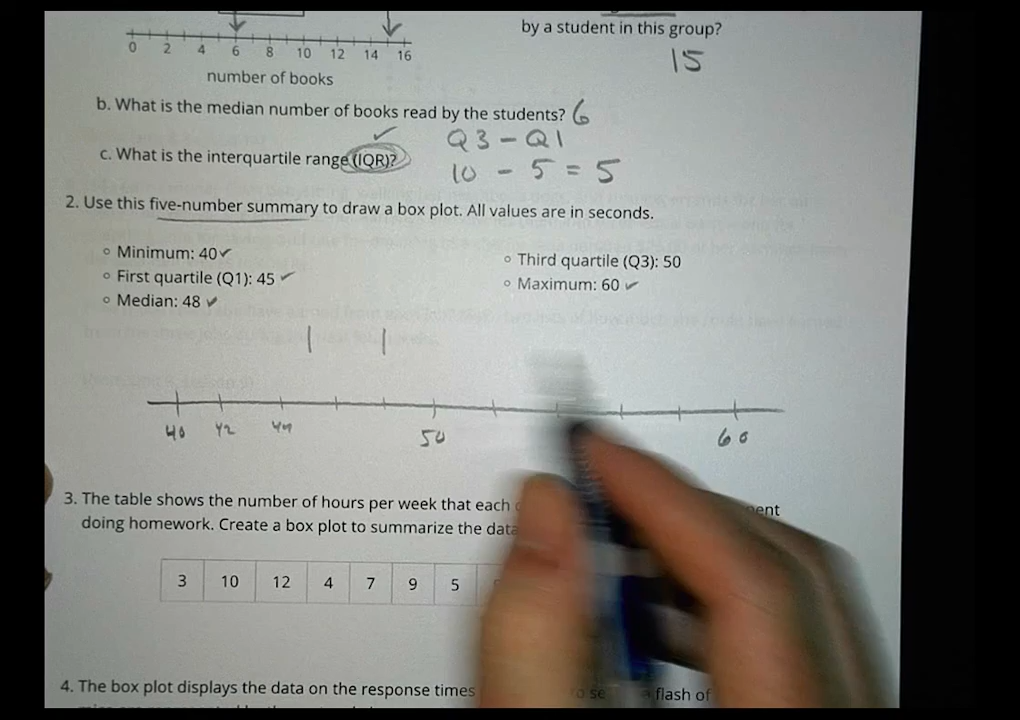 0 2 4 6 8 10 12 14 16
number of books
by a student in this group?
15
b. What is the median number of books read by the students? 6
c. What is the interquartile range (IQR)?
Q3 - Q1
10 - 5 = 5
2. Use this five-number summary to draw a box plot. All values are in seconds.
◦ Minimum: 40✓
◦ First quartile (Q1): 45 ✓
◦ Median: 48 ✓
◦ Third quartile (Q3): 50
◦ Maximum: 60 ✓
40 42 44 50 60
3. The table shows the number of hours per week that each
doing homework. Create a box plot to summarize the data
3 10 12 4 7 9 5
4. The box plot displays the data on the response times flash of